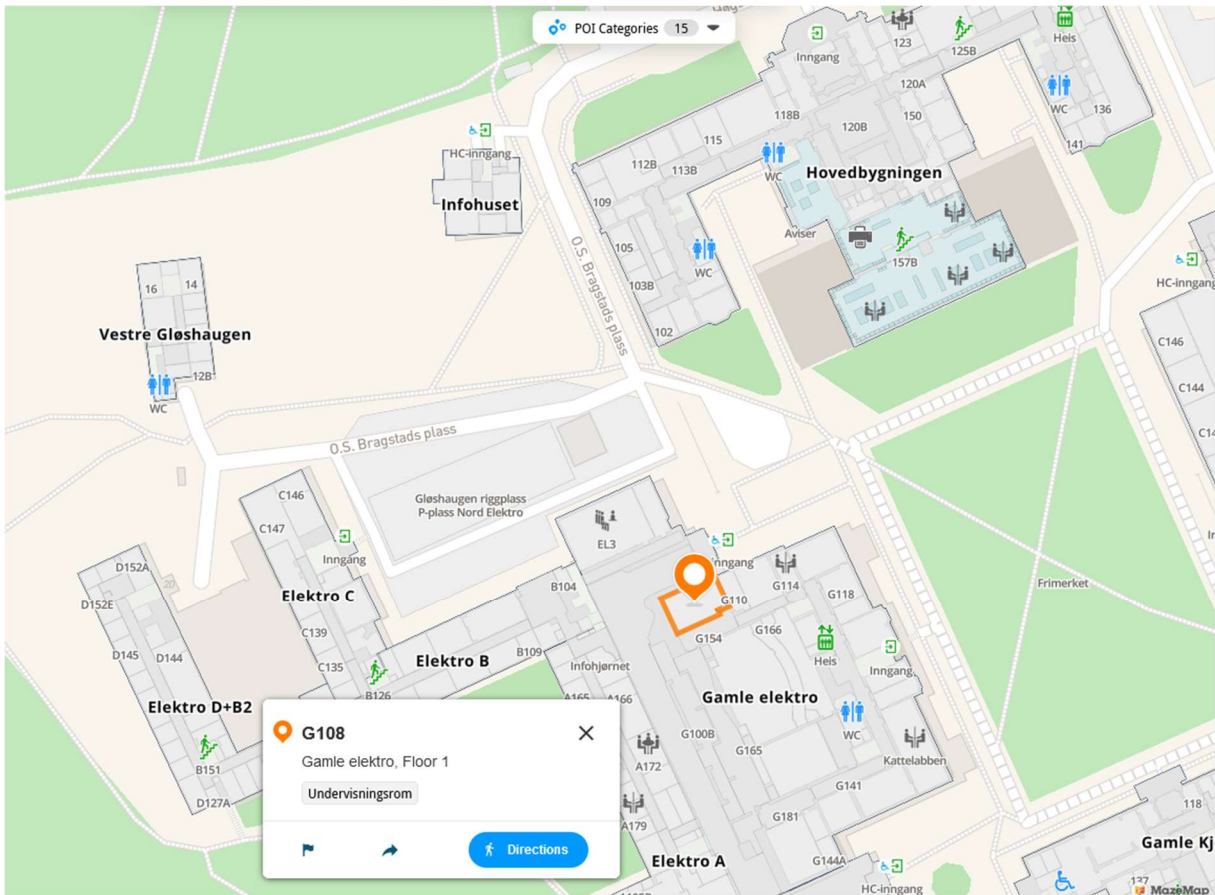 POI Categories 15
Inngang
123
125B
Heis
120A
WC
136
118B
120B
150
141
115
112B
113B
WC
Hovedbygningen
HC-inngang
Infohuset
109
Aviser
105
WC
157B
103B
102
O.S. Bragstads plass
HC-inngang
16
14
Vestre Gløshaugen
12B
WC
C146
C144
O.S. Bragstads plass
Gløshaugen riggplass
P-plass Nord Elektro
C146
C147
Inngang
EL3
nngang
Frimerket
D152A
D152E
Elektro C
B104
G110
G114
G118
C139
D145
D144
C135
Elektro B
B109
Infohjørnet
G154
G166
Heis
Inngang
B126
A165
A166
Gamle elektro
Elektro D+B2
G108
Gamle elektro, Floor 1
Undervisningsrom
Directions
B151
D127A
G100B
G165
WC
Kattelabben
A172
G141
A179
G181
118
Elektro A
G144A
HC-inngang
Gamle Kj
137
MazeMap